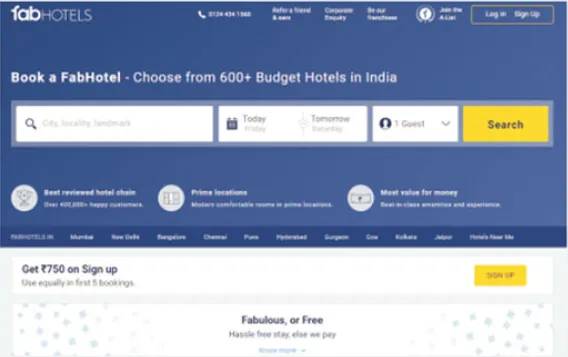 fabHOTELS
0124 434 1560
Refer a friend & earn
Corporate Enquiry
Be our franchisee
Join the A List
Log in Sign Up
Book a FabHotel - Choose from 600+ Budget Hotels in India
City, locality, landmark
Today
Friday
Tomorrow
Saturday
1 Guest
Search
Best reviewed hotel chain
Over 400,000+ happy customers.
Prime locations
Modern comfortable rooms in prime locations.
Most value for money
Best-in-class amenities and experience.
FABHOTELS IN Mumbai New Delhi Bangalore Chennai Pune Hyderabad Gurgaon Goa Kolkata Jaipur Hotels Near Me
Get ₹750 on Sign up
Use equally in first 5 bookings.
SIGN UP
Fabulous, or Free
Hassle free stay, else we pay
Know more →